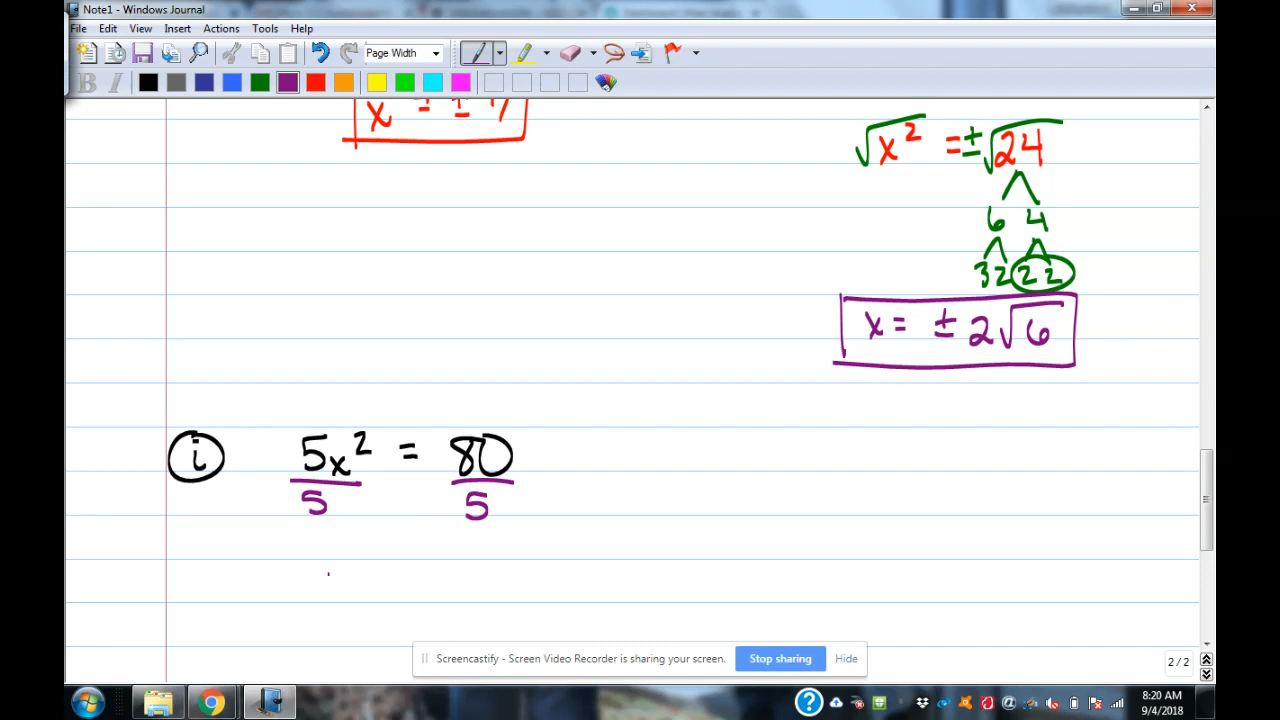 Note1 - Windows Journal
File Edit View Insert Actions Tools Help
Page Width
B I
x = ± 
√x² = ±√24
6 4
3 2 2 2
x = ± 2√6
i 5x² = 80
5 5
Screencastify - Screen Video Recorder is sharing your screen. Stop sharing Hide
2 / 2
8:20 AM
9/4/2018